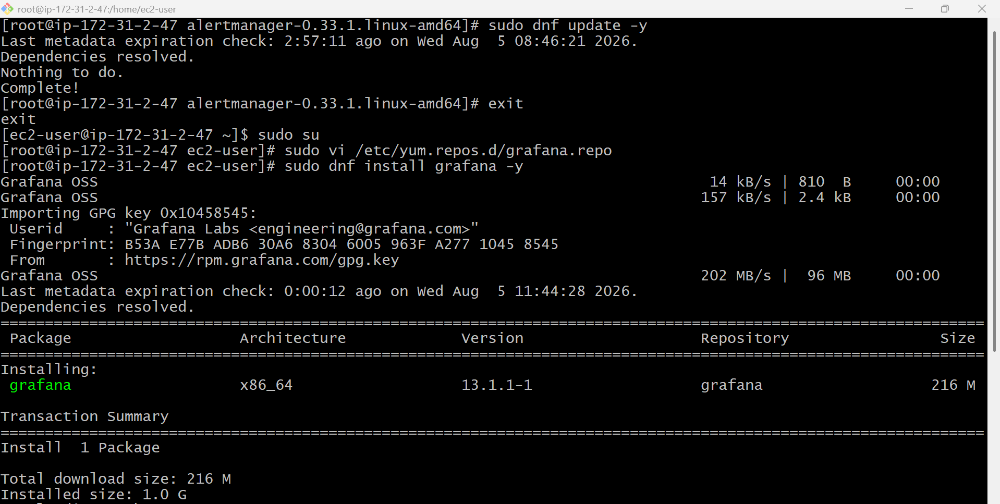 root@ip-172-31-2-47:/home/ec2-user
[root@ip-172-31-2-47 alertmanager-0.33.1.linux-amd64]# sudo dnf update -y
Last metadata expiration check: 2:57:11 ago on Wed Aug  5 08:46:21 2026.
Dependencies resolved.
Nothing to do.
Complete!
[root@ip-172-31-2-47 alertmanager-0.33.1.linux-amd64]# exit
exit
[ec2-user@ip-172-31-2-47 ~]$ sudo su
[root@ip-172-31-2-47 ec2-user]# sudo vi /etc/yum.repos.d/grafana.repo
[root@ip-172-31-2-47 ec2-user]# sudo dnf install grafana -y
Grafana OSS 14 kB/s | 810  B 00:00
Grafana OSS 157 kB/s | 2.4 kB 00:00
Importing GPG key 0x10458545:
 Userid     : "Grafana Labs <engineering@grafana.com>"
 Fingerprint: B53A E77B ADB6 30A6 8304 6005 963F A277 1045 8545
 From       : https://rpm.grafana.com/gpg.key
Grafana OSS 202 MB/s |  96 MB 00:00
Last metadata expiration check: 0:00:12 ago on Wed Aug  5 11:44:28 2026.
Dependencies resolved.
===============================================================================================================
 Package Architecture Version Repository Size
===============================================================================================================
Installing:
 grafana x86_64 13.1.1-1 grafana 216 M

Transaction Summary
===============================================================================================================
Install  1 Package

Total download size: 216 M
Installed size: 1.0 G